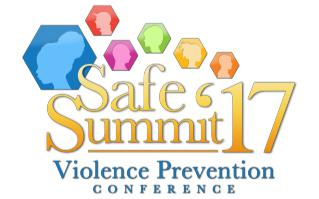 Safe
Summit '17
Violence Prevention
CONFERENCE